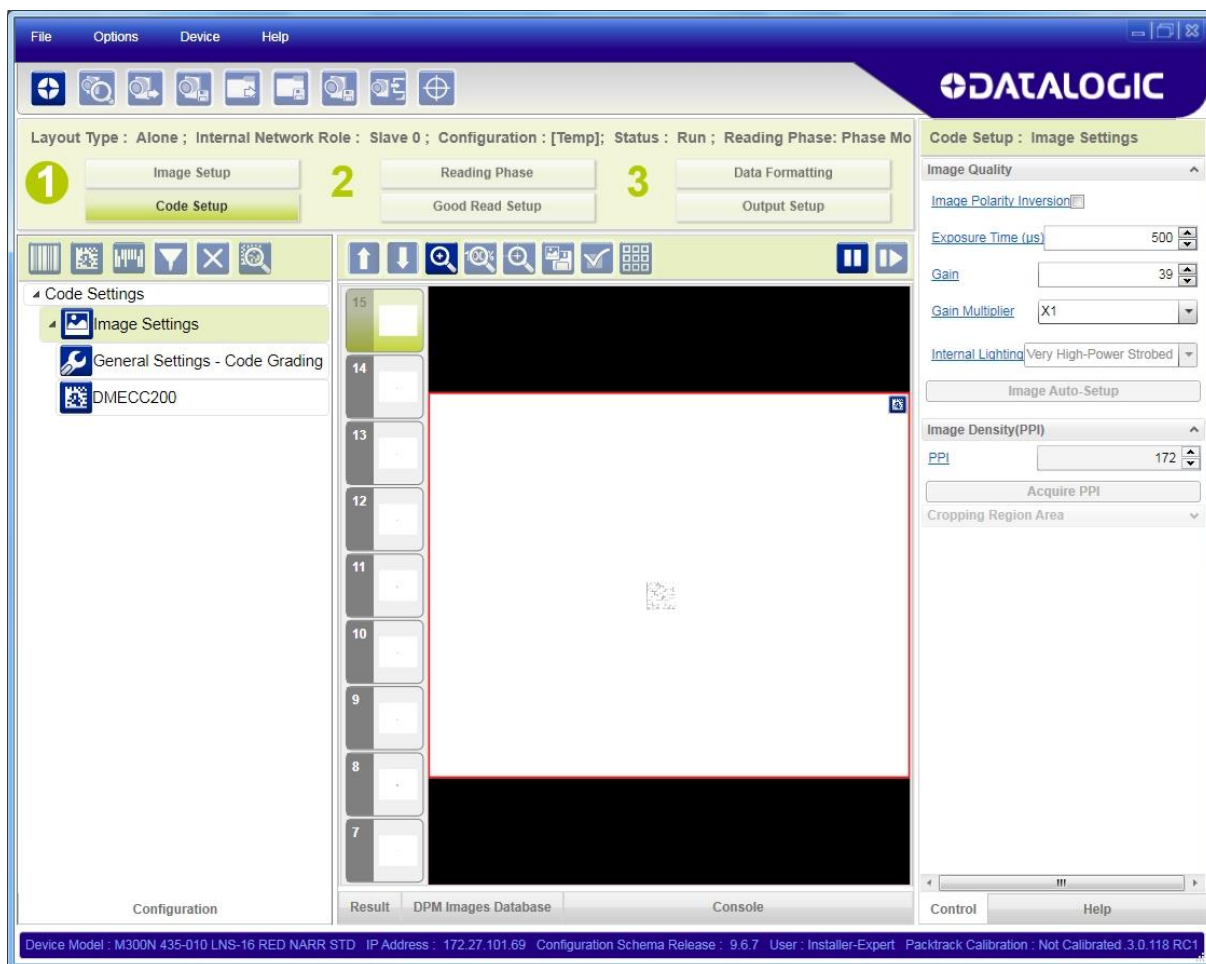 File Options Device Help
DATALOGIC
Layout Type : Alone ; Internal Network Role : Slave 0 ; Configuration : [Temp]; Status : Run ; Reading Phase: Phase Mo
1 Image Setup 2 Reading Phase 3 Data Formatting
Code Setup Good Read Setup Output Setup
Code Settings
Image Settings
General Settings - Code Grading
DMECC200
Configuration
100%
15
14
13
12
11
10
9
8
7
Result DPM Images Database Console
Code Setup : Image Settings
Image Quality
Image Polarity Inversion
Exposure Time (µs) 500
Gain 39
Gain Multiplier X1
Internal Lighting Very High-Power Strobed
Image Auto-Setup
Image Density(PPI)
PPI 172
Acquire PPI
Cropping Region Area
Control Help
Device Model : M300N 435-010 LNS-16 RED NARR STD IP Address : 172.27.101.69 Configuration Schema Release : 9.6.7 User : Installer-Expert Packtrack Calibration : Not Calibrated .3.0.118 RC1